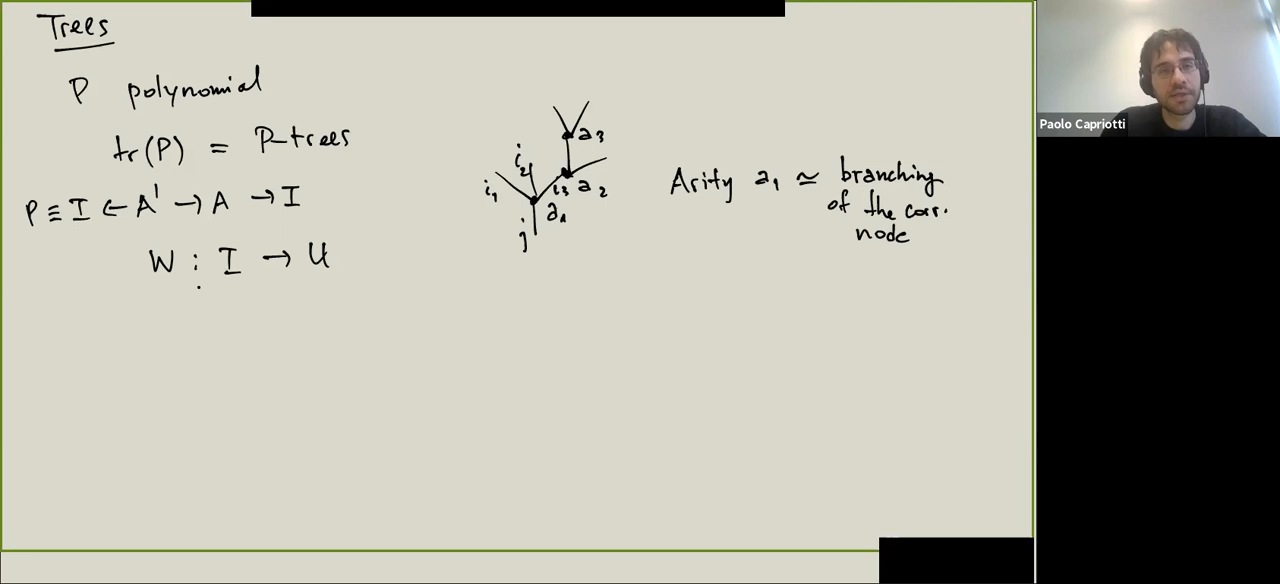 Trees
P polynomial
tr(P) = P-trees
P ≡ I ← A' → A → I
W : I → U
a₃
i₂
i₁ i₃ a₂
a₁
j
Arity a₁ ≃ branching
of the corr.
node
Paolo Capriotti